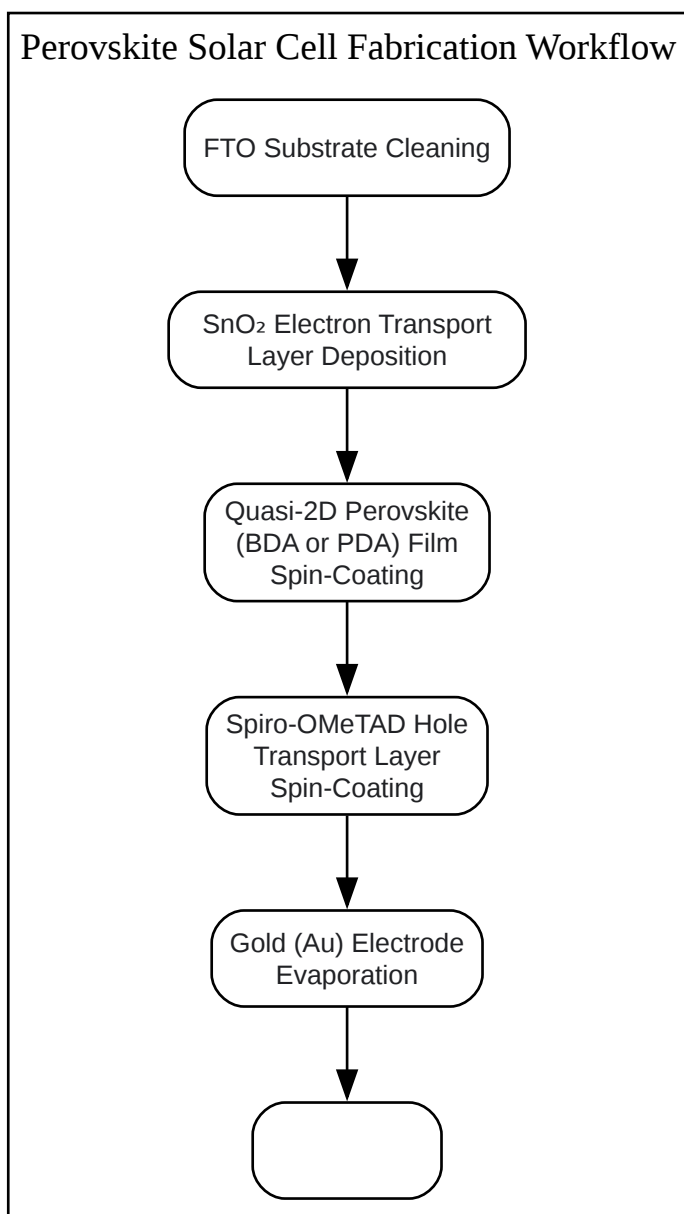 Perovskite Solar Cell Fabrication Workflow
FTO Substrate Cleaning
SnO₂ Electron Transport
Layer Deposition
Quasi-2D Perovskite
(BDA or PDA) Film
Spin-Coating
Spiro-OMeTAD Hole
Transport Layer
Spin-Coating
Gold (Au) Electrode
Evaporation